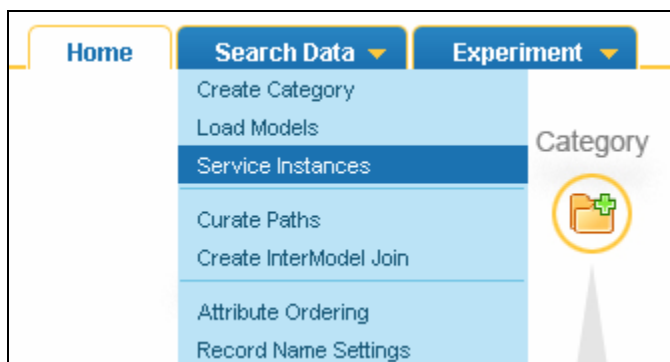 Home Search Data Experiment
Create Category
Load Models
Category
Service Instances
Curate Paths
Create InterModel Join
Attribute Ordering
Record Name Settings